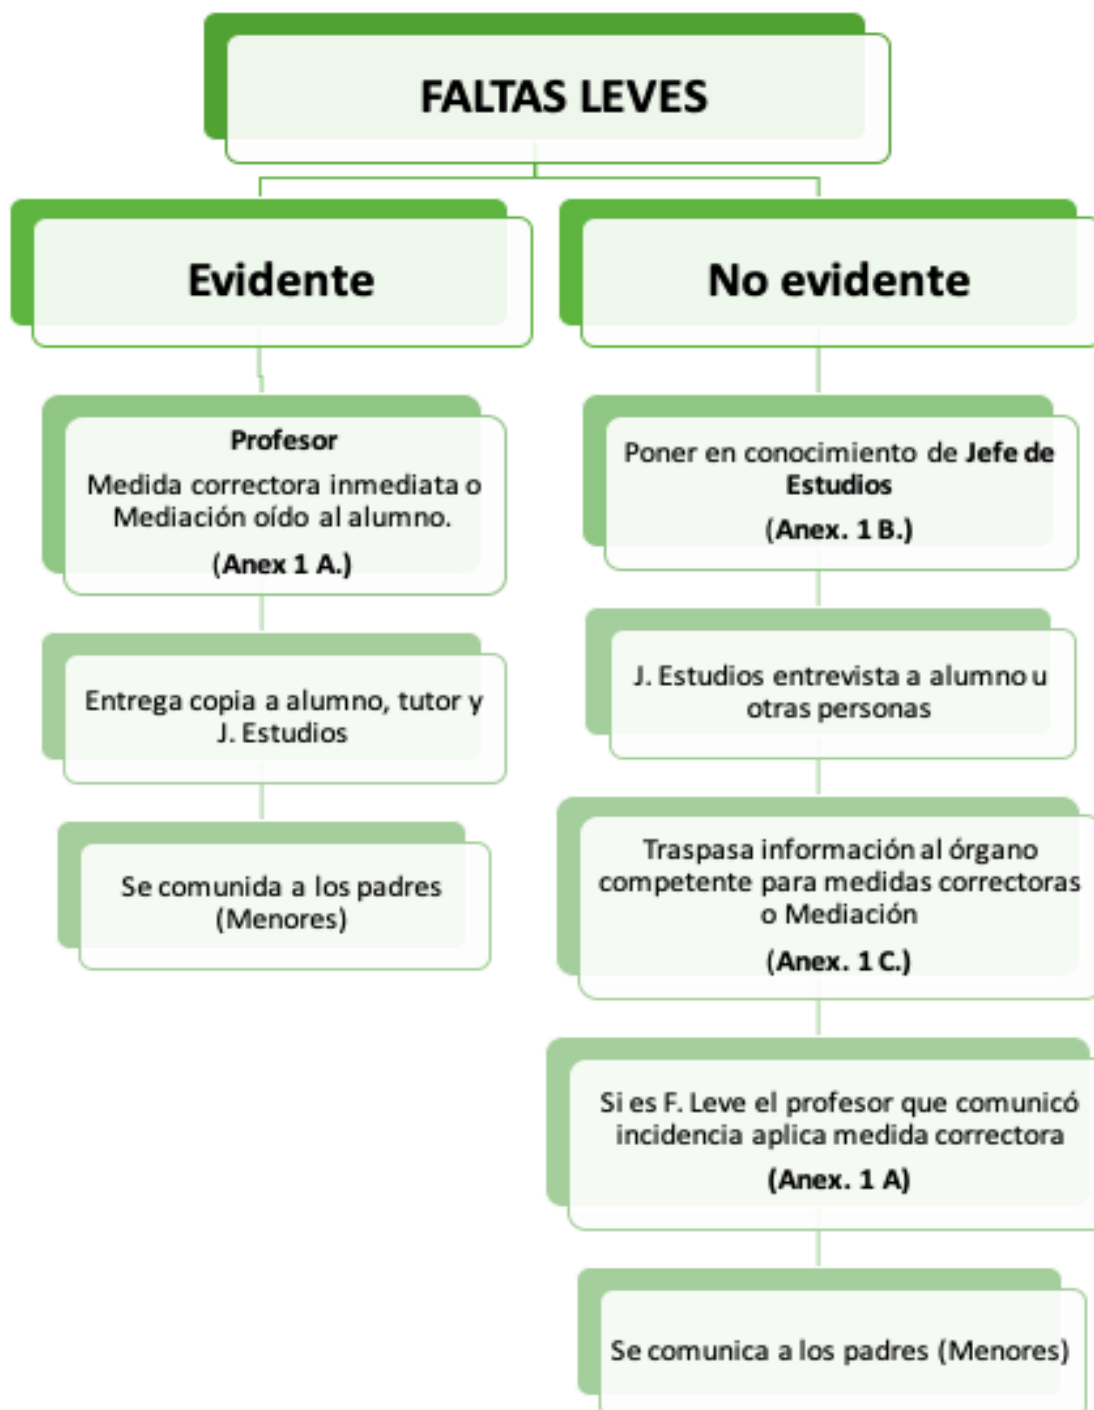 FALTAS LEVES
Evidente
Profesor
Medida correctora inmediata o
Mediación oído al alumno.
(Anex 1 A.)
Entrega copia a alumno, tutor y
J. Estudios
Se comunida a los padres
(Menores)
No evidente
Poner en conocimiento de Jefe de
Estudios
(Anex. 1 B.)
J. Estudios entrevista a alumno u
otras personas
Traspasa información al órgano
competente para medidas correctoras
o Mediación
(Anex. 1 C.)
Si es F. Leve el profesor que comunicó
incidencia aplica medida correctora
(Anex. 1 A)
Se comunica a los padres (Menores)